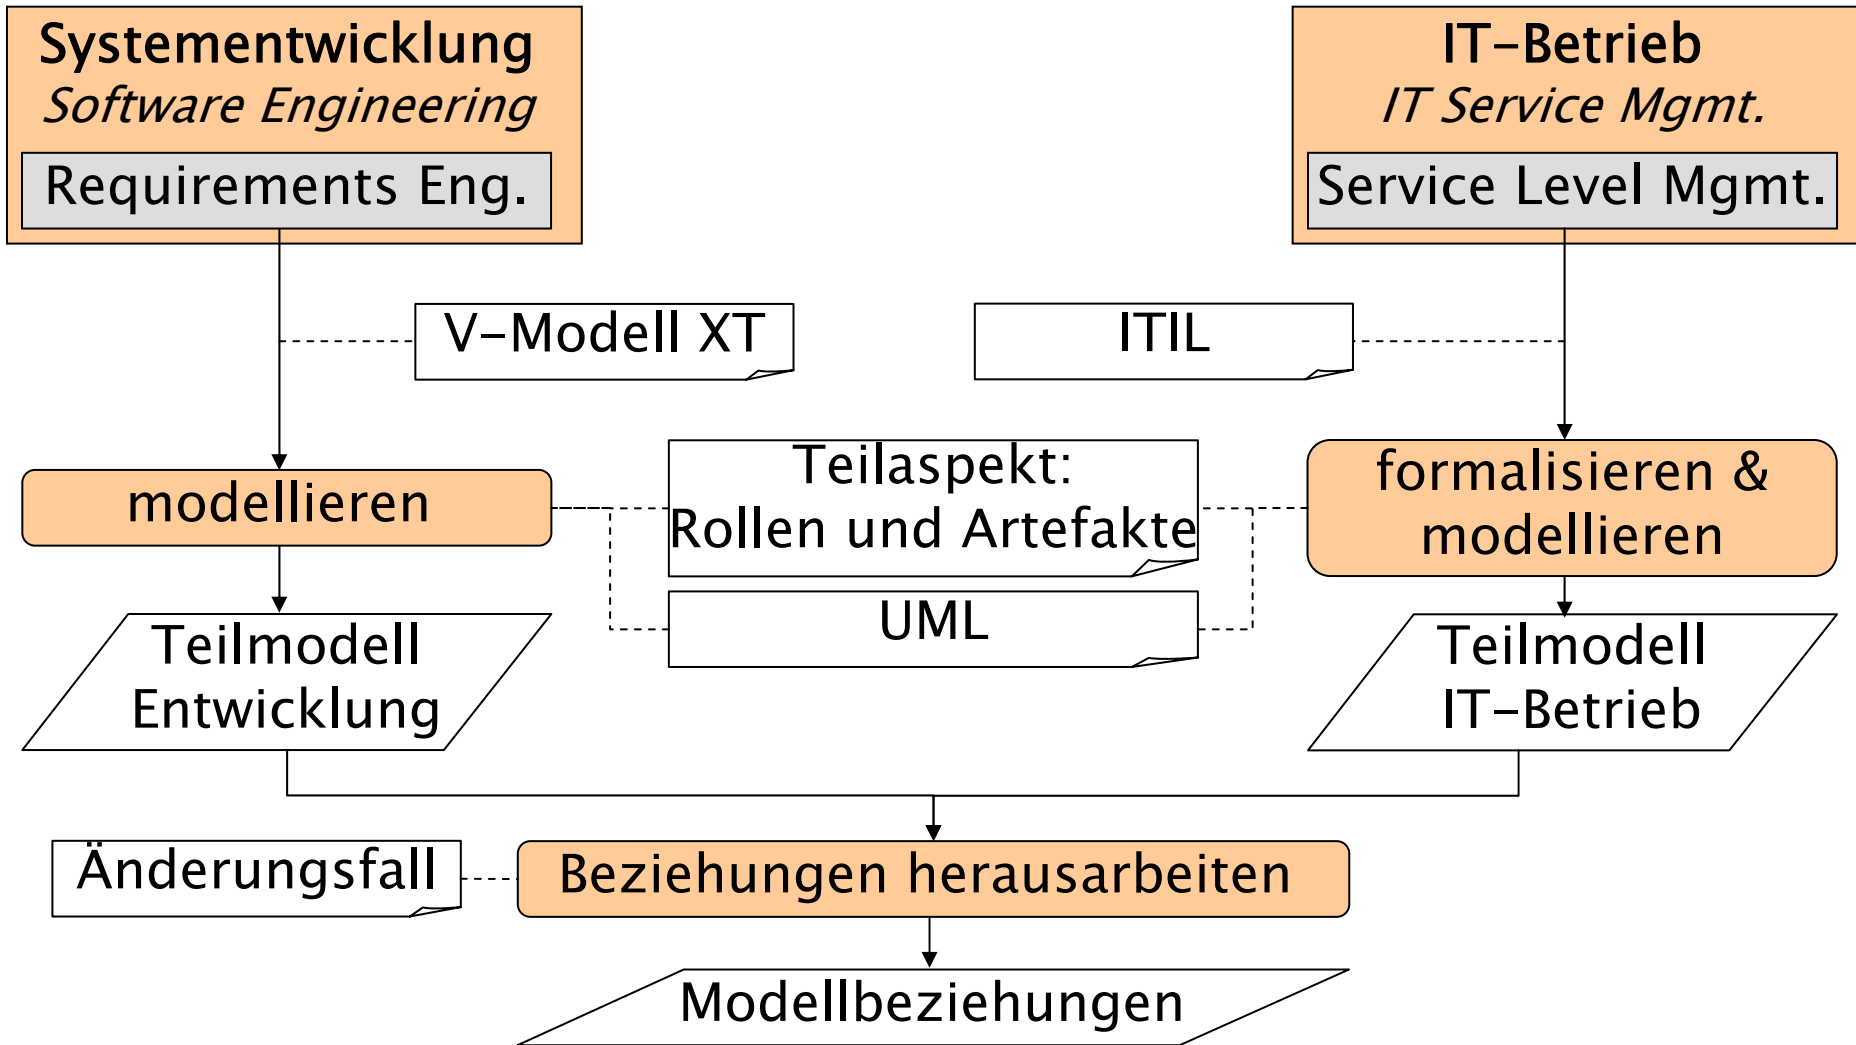 Systementwicklung
Software Engineering
Requirements Eng.
IT-Betrieb
IT Service Mgmt.
Service Level Mgmt.
V-Modell XT
ITIL
modellieren
Teilaspekt:
Rollen und Artefakte
formalisieren &
modellieren
UML
Teilmodell
Entwicklung
Teilmodell
IT-Betrieb
Änderungsfall
Beziehungen herausarbeiten
Modellbeziehungen